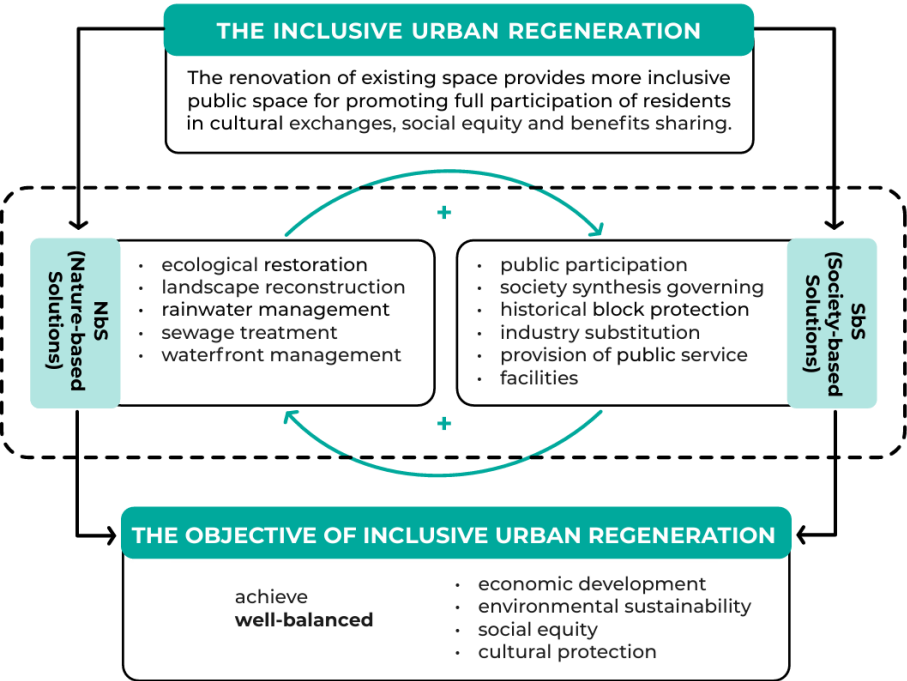 THE INCLUSIVE URBAN REGENERATION
The renovation of existing space provides more inclusive
public space for promoting full participation of residents
in cultural exchanges, social equity and benefits sharing.
+
NbS
(Nature-based
Solutions)
• ecological restoration
• landscape reconstruction
• rainwater management
• sewage treatment
• waterfront management
• public participation
• society synthesis governing
• historical block protection
• industry substitution
• provision of public service
• facilities
SbS
(Society-based
Solutions)
+
THE OBJECTIVE OF INCLUSIVE URBAN REGENERATION
achieve
well-balanced
• economic development
• environmental sustainability
• social equity
• cultural protection